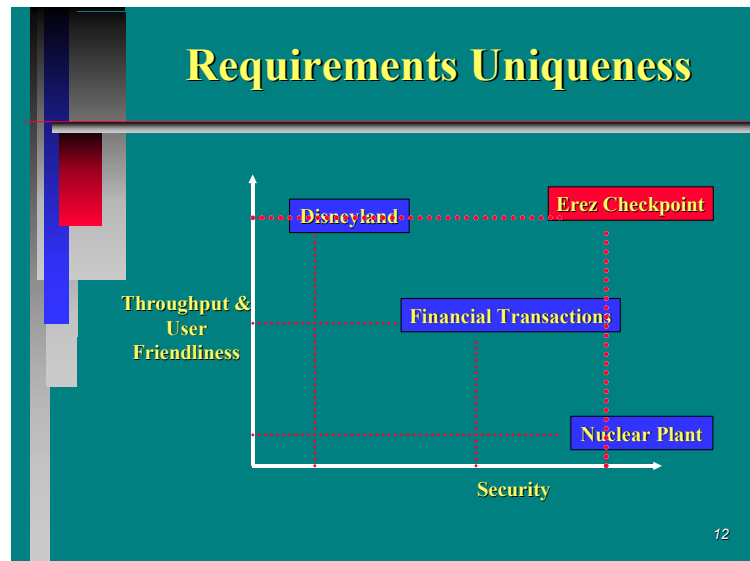 Requirements Uniqueness
Disneyland
Erez Checkpoint
Throughput &
User
Friendliness
Financial Transactions
Nuclear Plant
Security
12